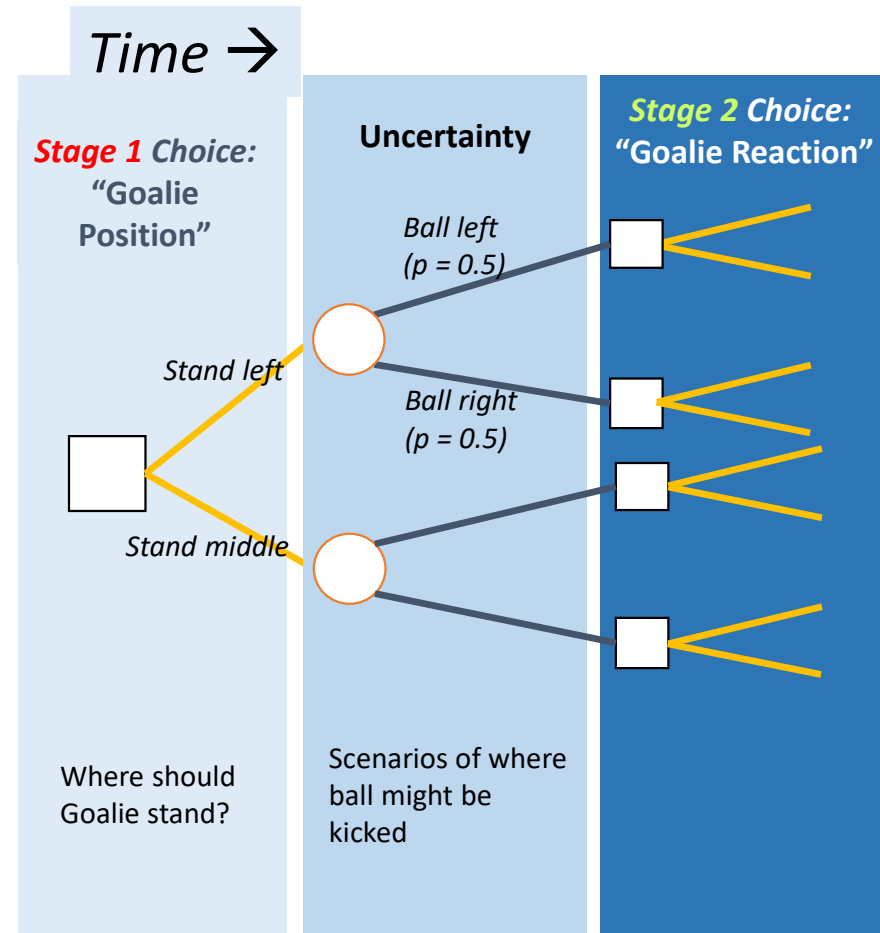 Time →
Stage 1 Choice:
“Goalie
Position”
Uncertainty
Stage 2 Choice:
“Goalie Reaction”
Ball left
(p = 0.5)
Stand left
Ball right
(p = 0.5)
Stand middle
Where should
Goalie stand?
Scenarios of where
ball might be
kicked